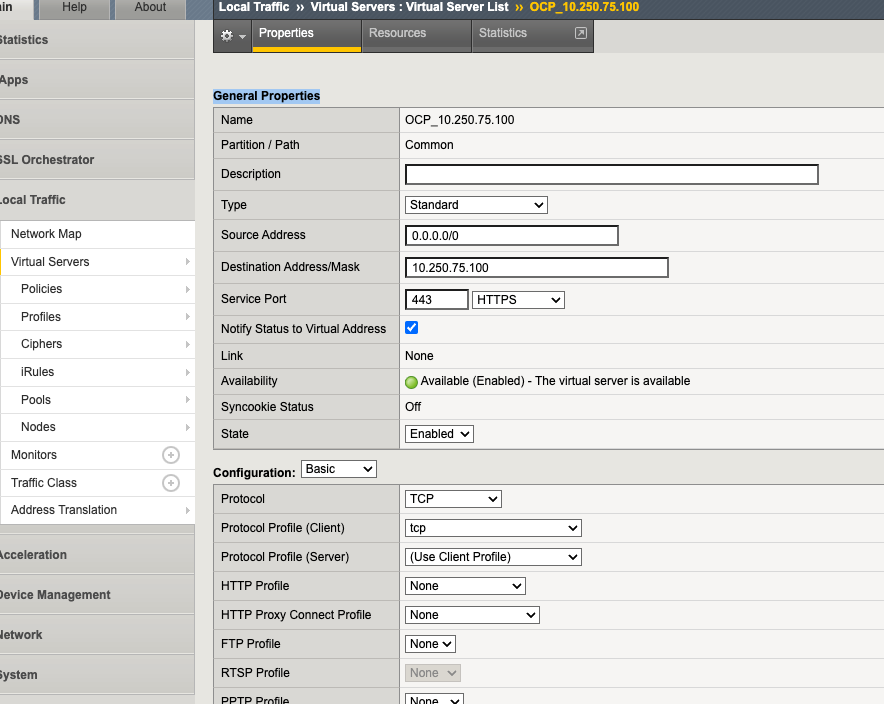 Help
About
Local Traffic » Virtual Servers : Virtual Server List » OCP_10.250.75.100
Properties
Resources
Statistics
Apps
SSL Orchestrator
Local Traffic
Network Map
Virtual Servers
Policies
Profiles
Ciphers
iRules
Pools
Nodes
Monitors
Traffic Class
Address Translation
Acceleration
Device Management
Network
System
General Properties
Name OCP_10.250.75.100
Partition / Path Common
Description
Type Standard
Source Address 0.0.0.0/0
Destination Address/Mask 10.250.75.100
Service Port 443 HTTPS
Notify Status to Virtual Address
Link None
Availability Available (Enabled) - The virtual server is available
Syncookie Status Off
State Enabled
Configuration: Basic
Protocol TCP
Protocol Profile (Client) tcp
Protocol Profile (Server) (Use Client Profile)
HTTP Profile None
HTTP Proxy Connect Profile None
FTP Profile None
RTSP Profile None
PPTP Profile None